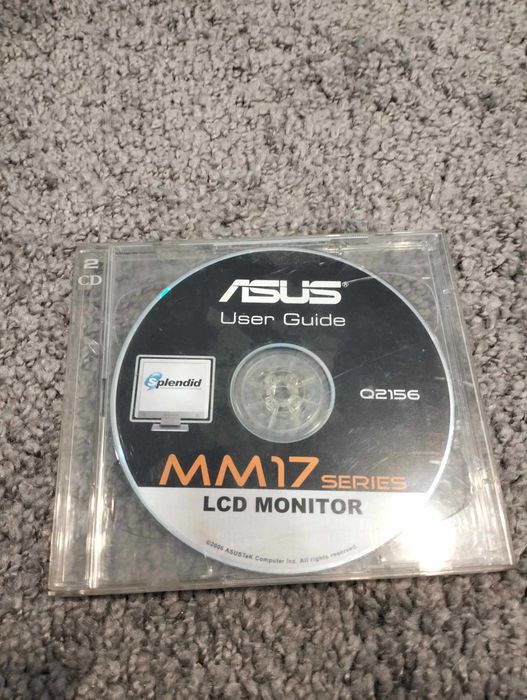 2
CD
ASUS®
User Guide
Splendid
Q2156
MM17 SERIES
LCD MONITOR
©2006 ASUSTeK Computer Inc. All rights reserved.